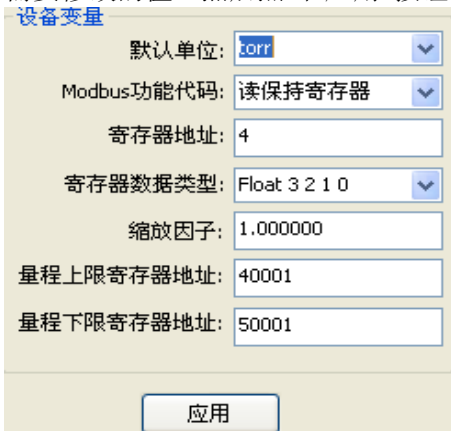 设备变量
默认单位: torr
Modbus功能代码: 读保持寄存器
寄存器地址: 4
寄存器数据类型: Float 3 2 1 0
缩放因子: 1.000000
量程上限寄存器地址: 40001
量程下限寄存器地址: 50001
应用